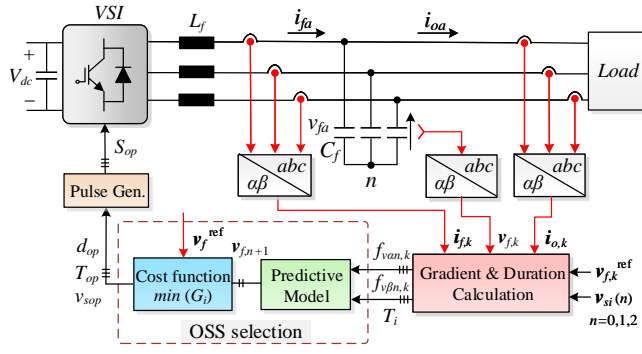 VSI
L_f
i_fa
i_oa
+
V_dc
−
Load
v_fa
C_f
n
S_op
abc
αβ
abc
αβ
abc
αβ
Pulse Gen.
d_op
T_op
v_sop
v_f^ref
v_f,n+1
Cost function
min (G_i)
Predictive
Model
OSS selection
f_vαn,k
f_vβn,k
T_i
i_f,k
v_f,k
i_o,k
Gradient & Duration
Calculation
v_f,k^ref
v_si (n)
n=0,1,2